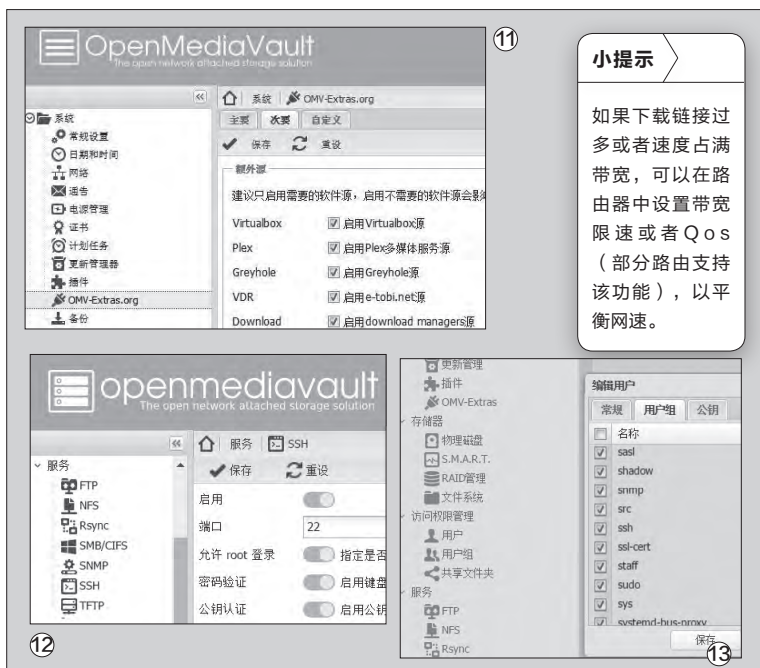 OpenMediaVault
The open network attached storage solution
⑪
系统
常规设置
日期和时间
网络
通告
电源管理
证书
计划任务
更新管理器
插件
OMV-Extras.org
备份
系统 OMV-Extras.org
主要 次要 自定义
保存 重设
额外源
建议只启用需要的软件源，启用不需要的软件源会影
Virtualbox 启用Virtualbox源
Plex 启用Plex多媒体服务源
Greyhole 启用Greyhole源
VDR 启用e-tobi.net源
Download 启用download managers源
小提示
如果下载链接过
多或者速度占满
带宽，可以在路
由器中设置带宽
限速或者Qos
（部分路由支持
该功能），以平
衡网速。
openmediavault
The open network attached storage solution
服务
FTP
NFS
Rsync
SMB/CIFS
SNMP
SSH
TFTP
服务 SSH
保存 重设
启用
端口 22
允许 root 登录 指定是否
密码验证 启用键盘
公钥认证 启用公钥
⑫
更新管理
插件
OMV-Extras
存储器
物理磁盘
S.M.A.R.T.
RAID管理
文件系统
访问权限管理
用户
用户组
共享文件夹
服务
FTP
NFS
Rsync
编辑用户
常规 用户组 公钥
名称
sasl
shadow
snmp
src
ssh
ssl-cert
staff
sudo
sys
systemd-bus-proxy
保存
⑬